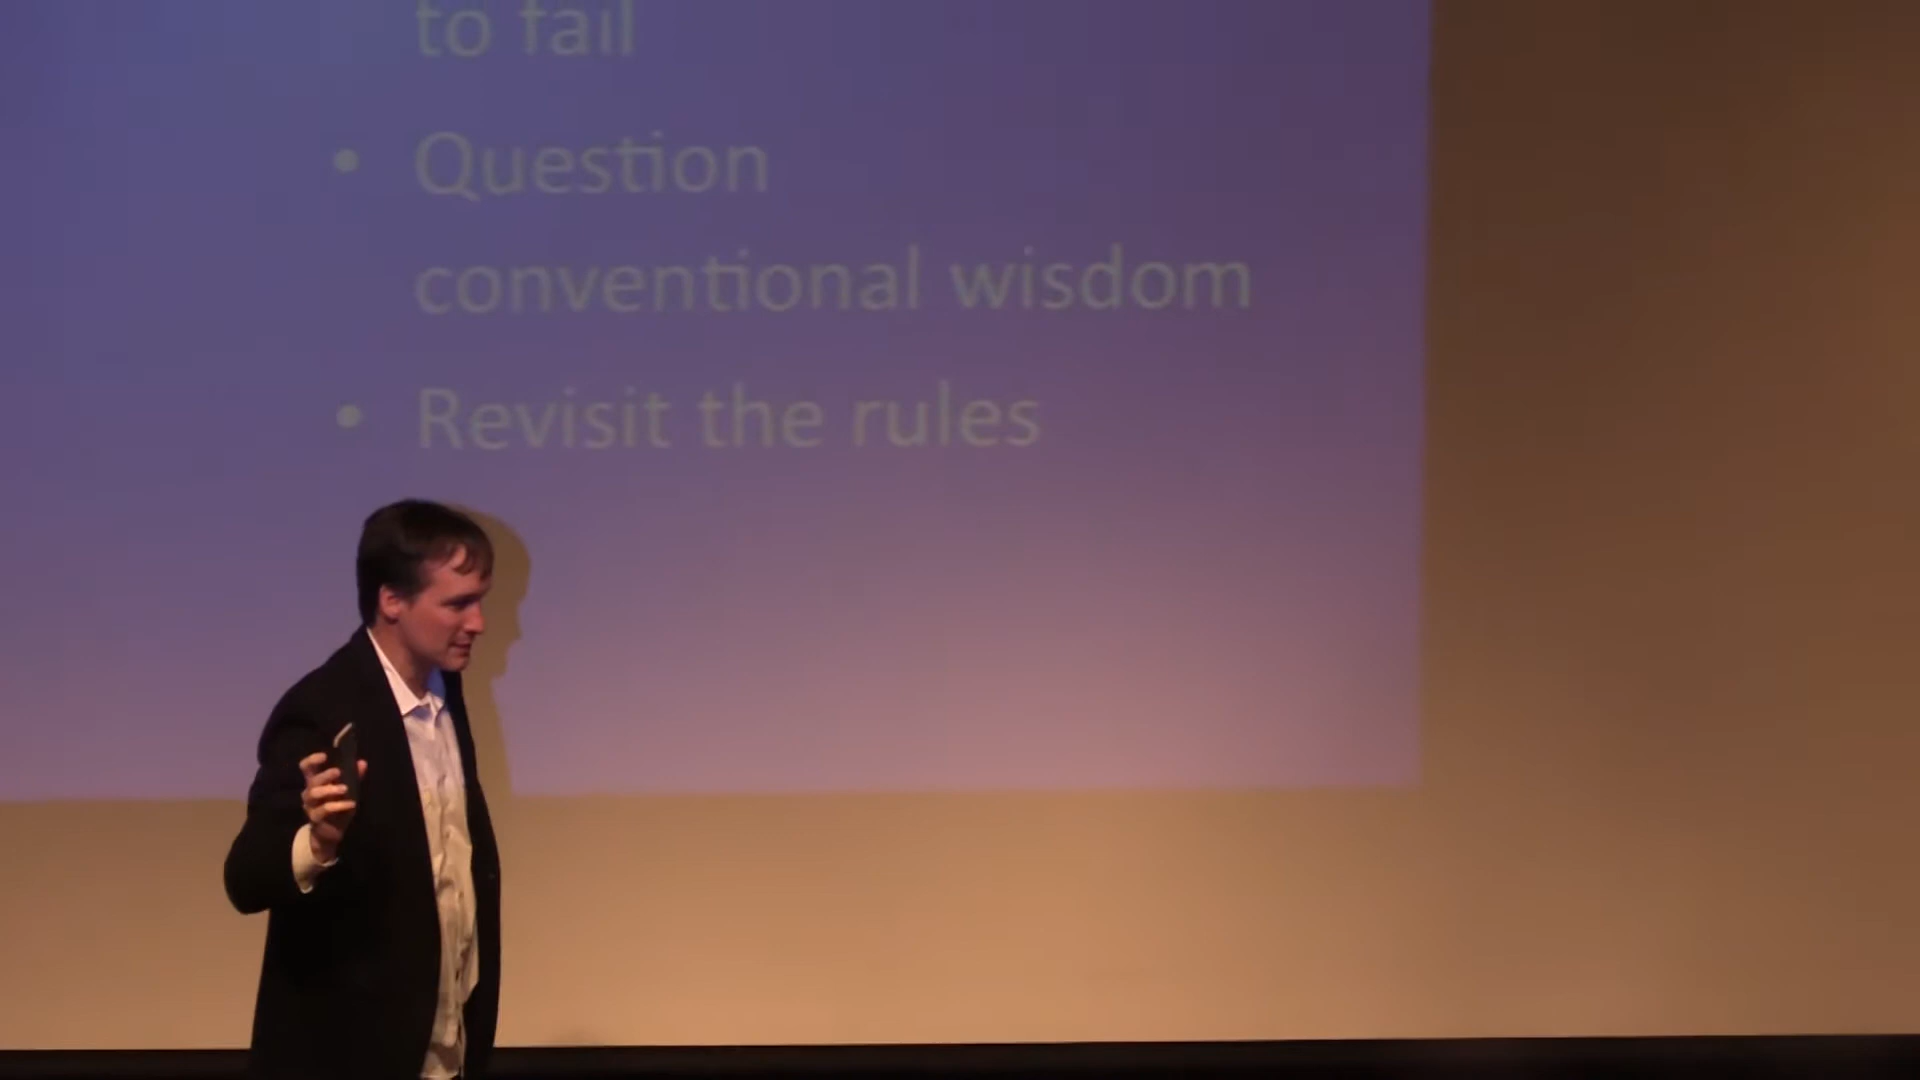 to fail
• Question
conventional wisdom
• Revisit the rules